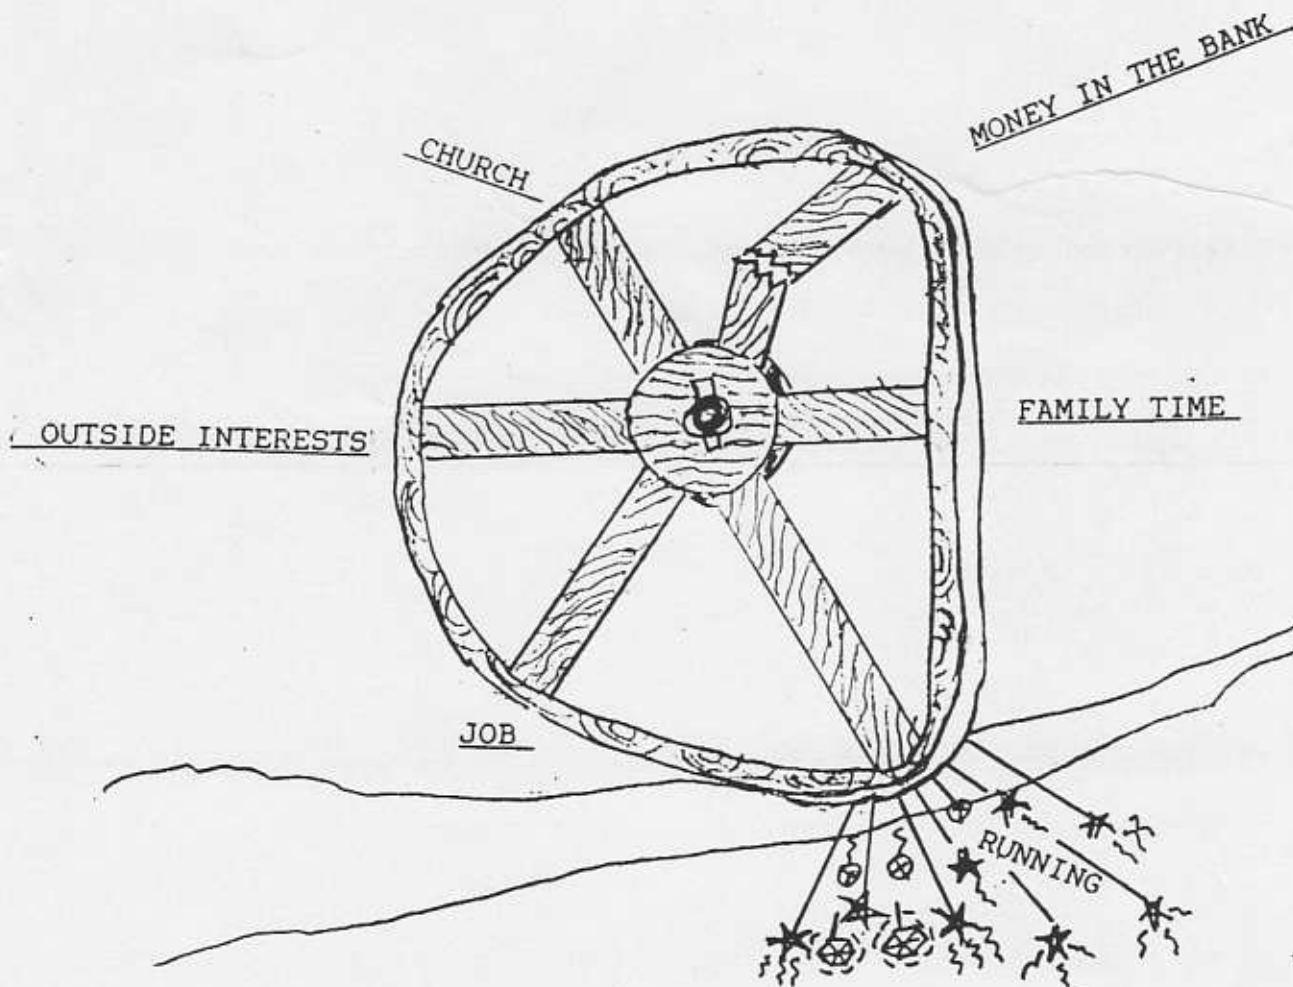 MONEY IN THE BANK
CHURCH
OUTSIDE INTERESTS
FAMILY TIME
JOB
RUNNING